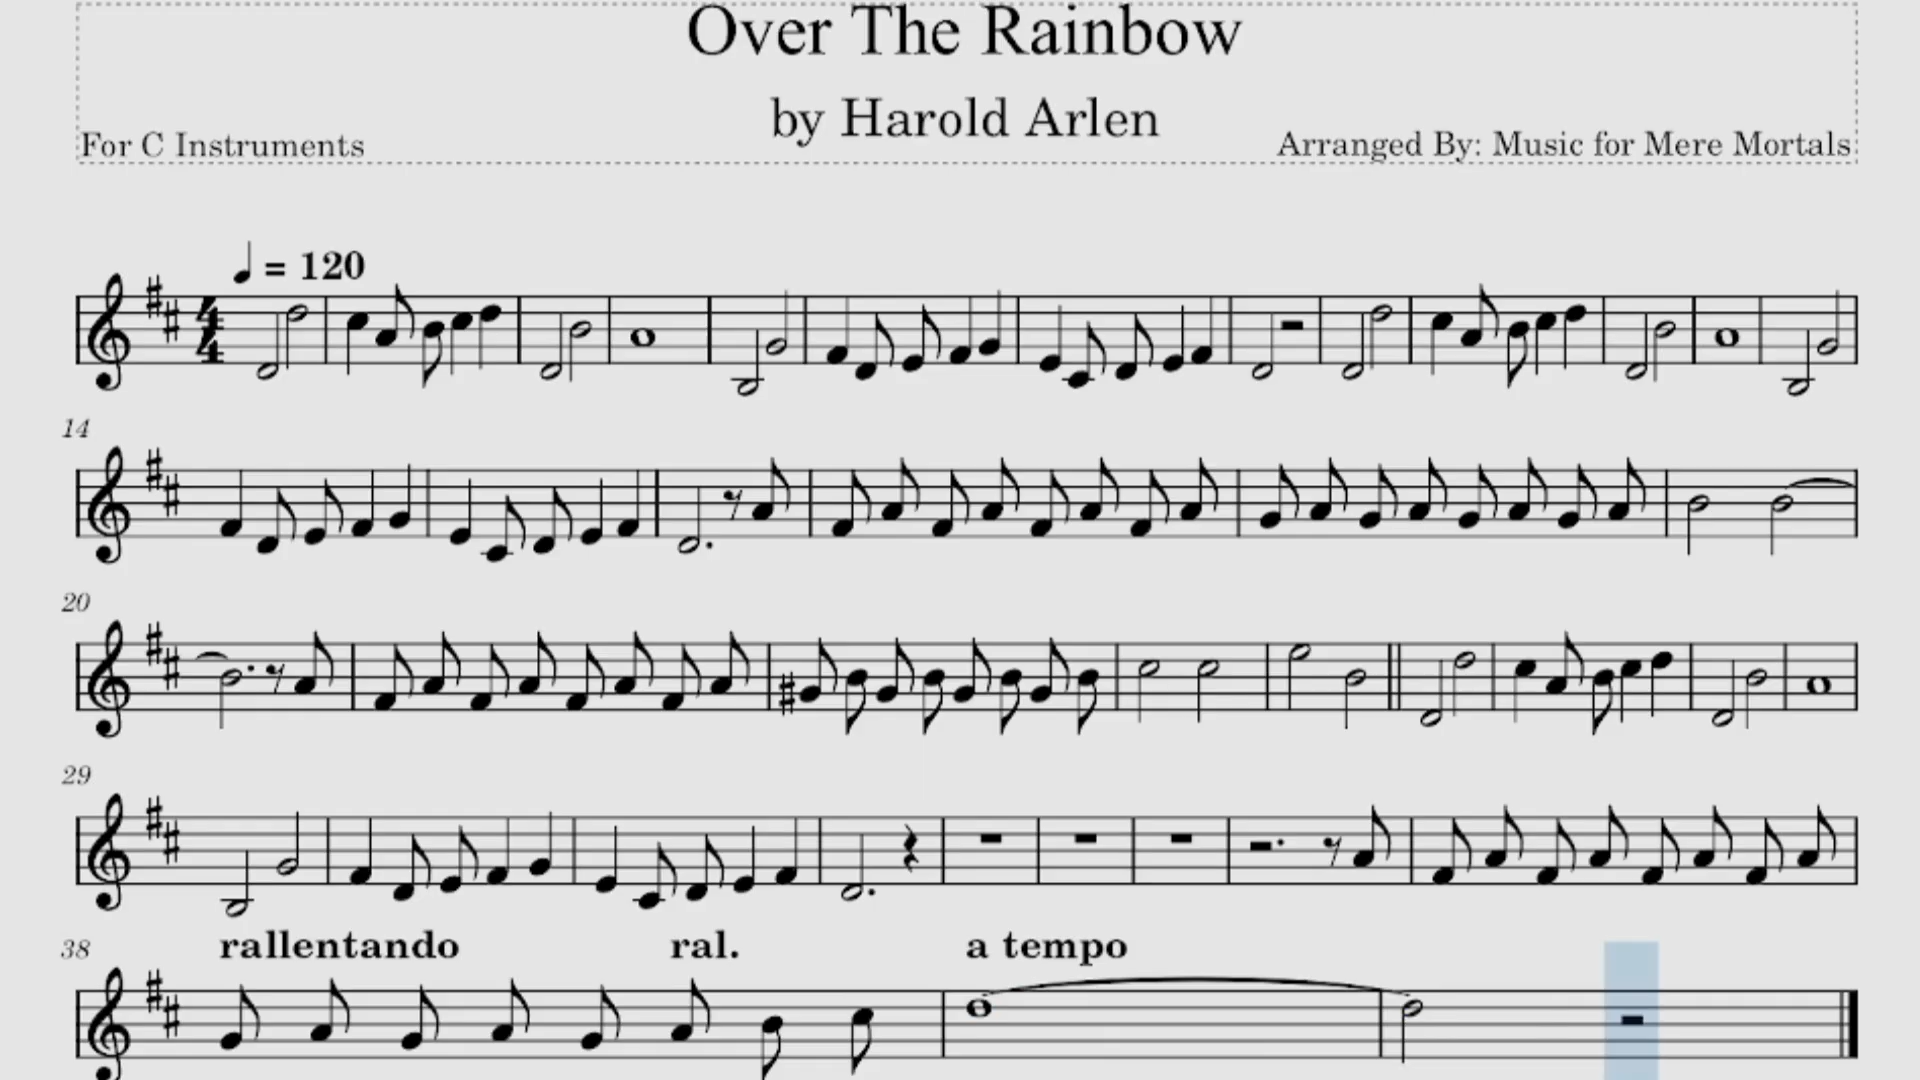 Over The Rainbow
by Harold Arlen
For C Instruments
Arranged By: Music for Mere Mortals
= 120
4
4
14
20
29
38
rallentando ral. a tempo